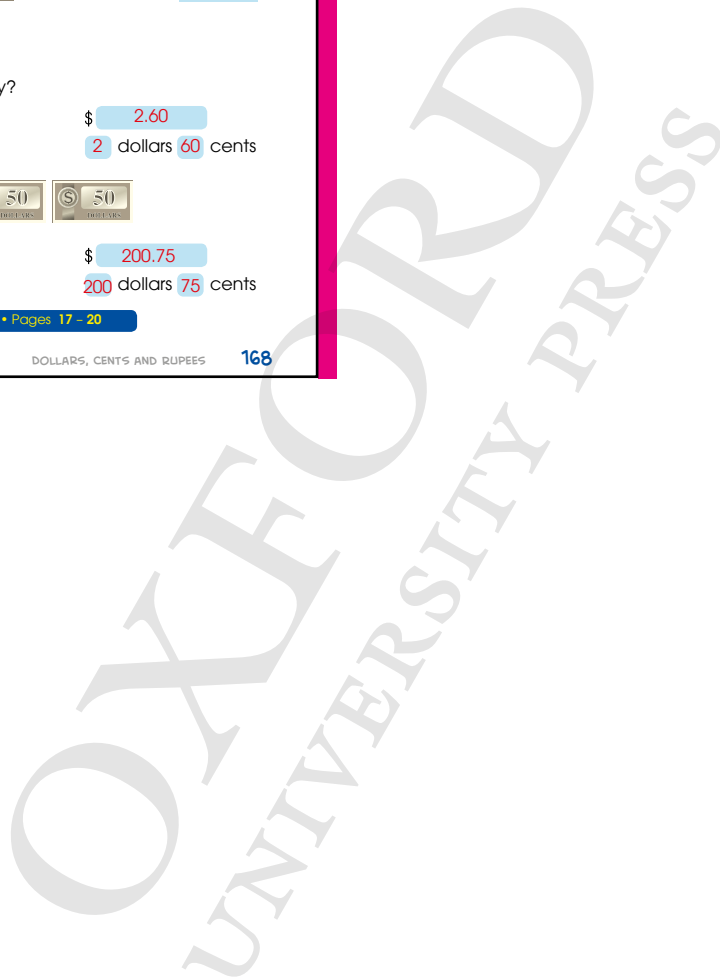 y?
$ 2.60
2 dollars 60 cents
50 50
DOLLARS DOLLARS
$ 200.75
200 dollars 75 cents
• Pages 17 – 20
DOLLARS, CENTS AND RUPEES 168
OXFORD
UNIVERSITY PRESS